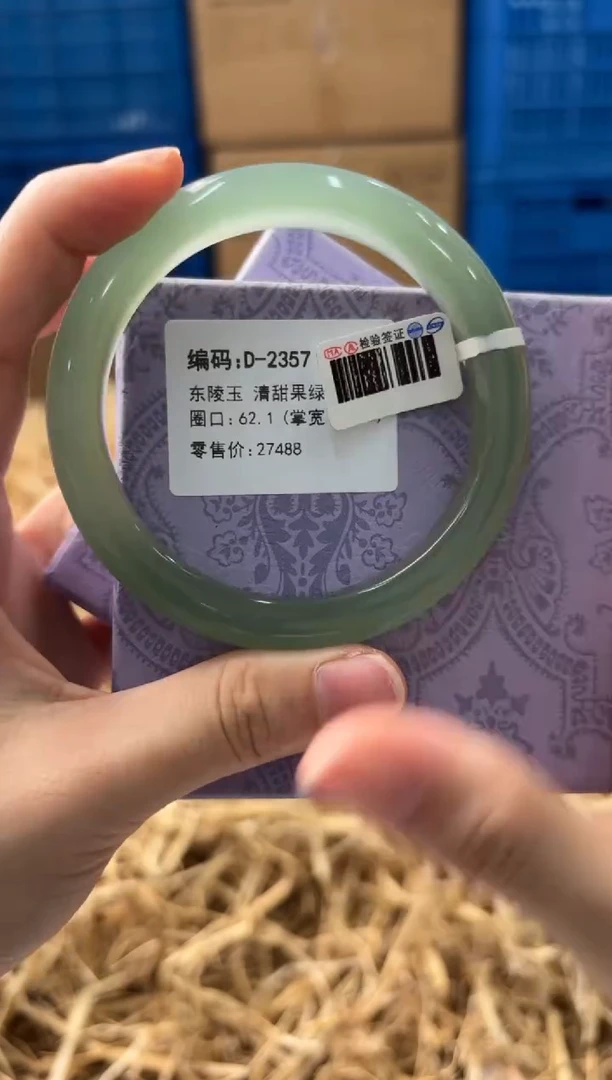 编码:D-2357
检验签证
东陵玉 清甜果绿
圈口:62.1 (掌宽
零售价:27488